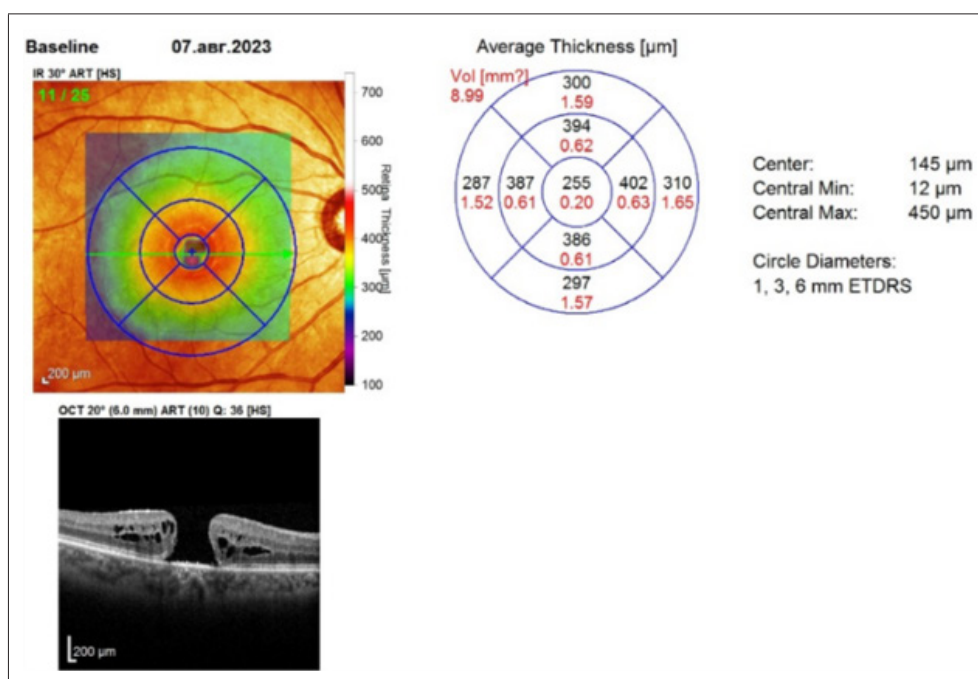 Baseline 07.авг.2023
IR 30° ART [HS]
11 / 25
700
600
500
400
300
200
100
Retina Thickness [µm]
200 µm
Average Thickness [µm]
Vol [mm?]
8.99
300
1.59
394
0.62
287 387 255 402 310
1.52 0.61 0.20 0.63 1.65
386
0.61
297
1.57
Center: 145 µm
Central Min: 12 µm
Central Max: 450 µm
Circle Diameters:
1, 3, 6 mm ETDRS
OCT 20° (6.0 mm) ART (10) Q: 36 [HS]
200 µm